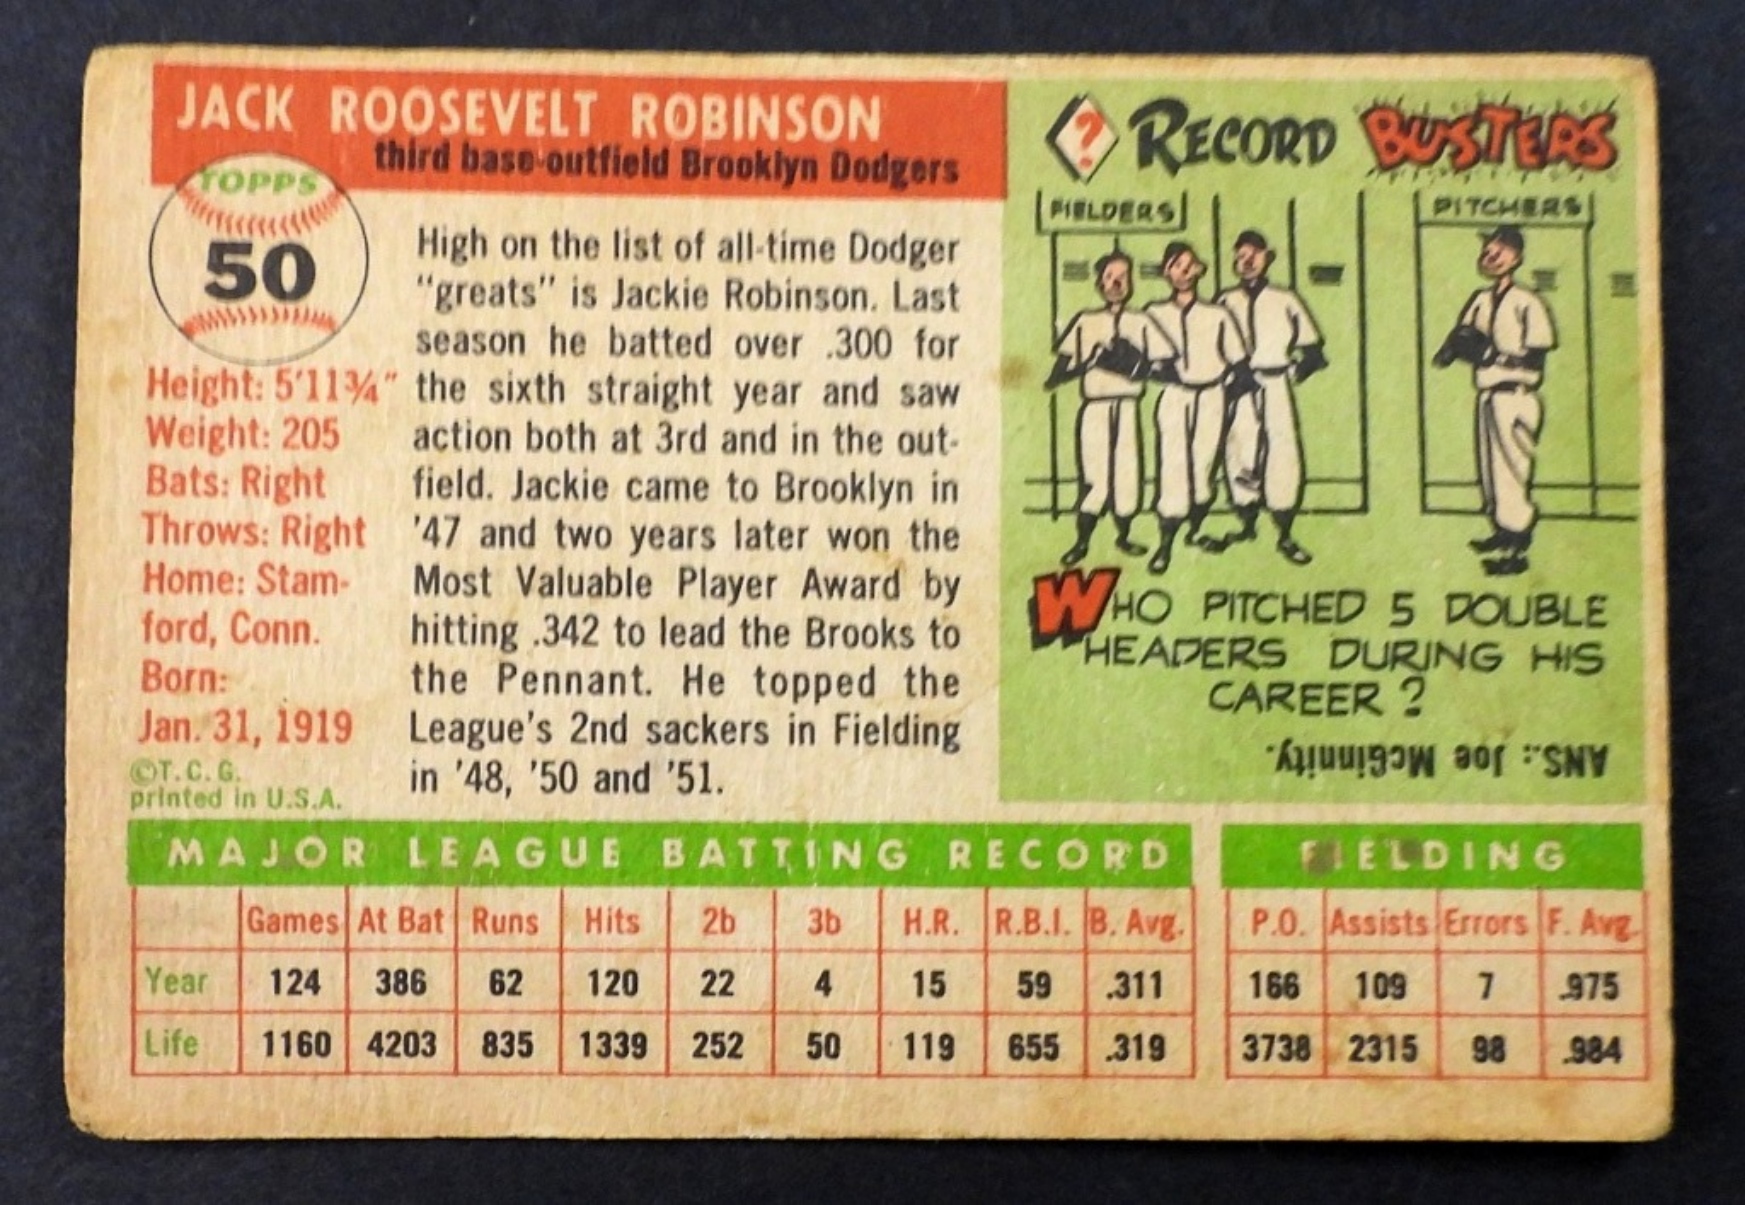 JACK ROOSEVELT ROBINSON
third base-outfield Brooklyn Dodgers
TOPPS
50
Height: 5'11¾"
Weight: 205
Bats: Right
Throws: Right
Home: Stam-
ford, Conn.
Born:
Jan. 31, 1919
©T.C.G.
printed in U.S.A.
High on the list of all-time Dodger
"greats" is Jackie Robinson. Last
season he batted over .300 for
the sixth straight year and saw
action both at 3rd and in the out-
field. Jackie came to Brooklyn in
'47 and two years later won the
Most Valuable Player Award by
hitting .342 to lead the Brooks to
the Pennant. He topped the
League's 2nd sackers in Fielding
in '48, '50 and '51.
? RECORD BUSTERS
FIELDERS
PITCHERS
WHO PITCHED 5 DOUBLE
HEADERS DURING HIS
CAREER?
ANS.: Joe McGinnity.
MAJOR LEAGUE BATTING RECORD
Games At Bat Runs Hits 2b 3b H.R. R.B.I. B. Avg.
Year 124 386 62 120 22 4 15 59 .311
Life 1160 4203 835 1339 252 50 119 655 .319
FIELDING
P.O. Assists Errors F. Avg.
166 109 7 .975
3738 2315 98 .984